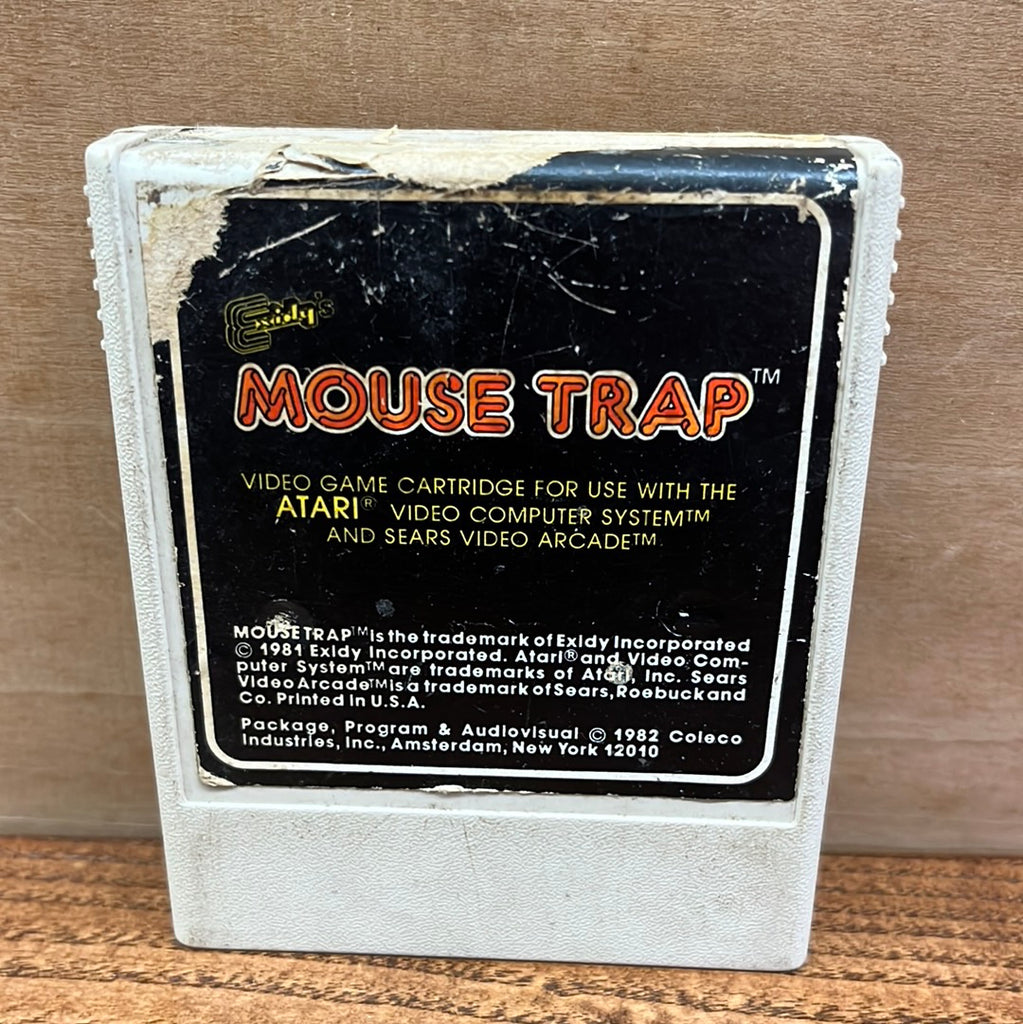 Exidy's
MOUSE TRAP™
VIDEO GAME CARTRIDGE FOR USE WITH THE
ATARI® VIDEO COMPUTER SYSTEM™
AND SEARS VIDEO ARCADE™
MOUSE TRAP™ is the trademark of Exidy Incorporated
© 1981 Exidy Incorporated. Atari® and Video Com-
puter System™ are trademarks of Atari, Inc. Sears
Video Arcade™ is a trademark of Sears, Roebuck and
Co. Printed in U.S.A.
Package, Program & Audiovisual © 1982 Coleco
Industries, Inc., Amsterdam, New York 12010